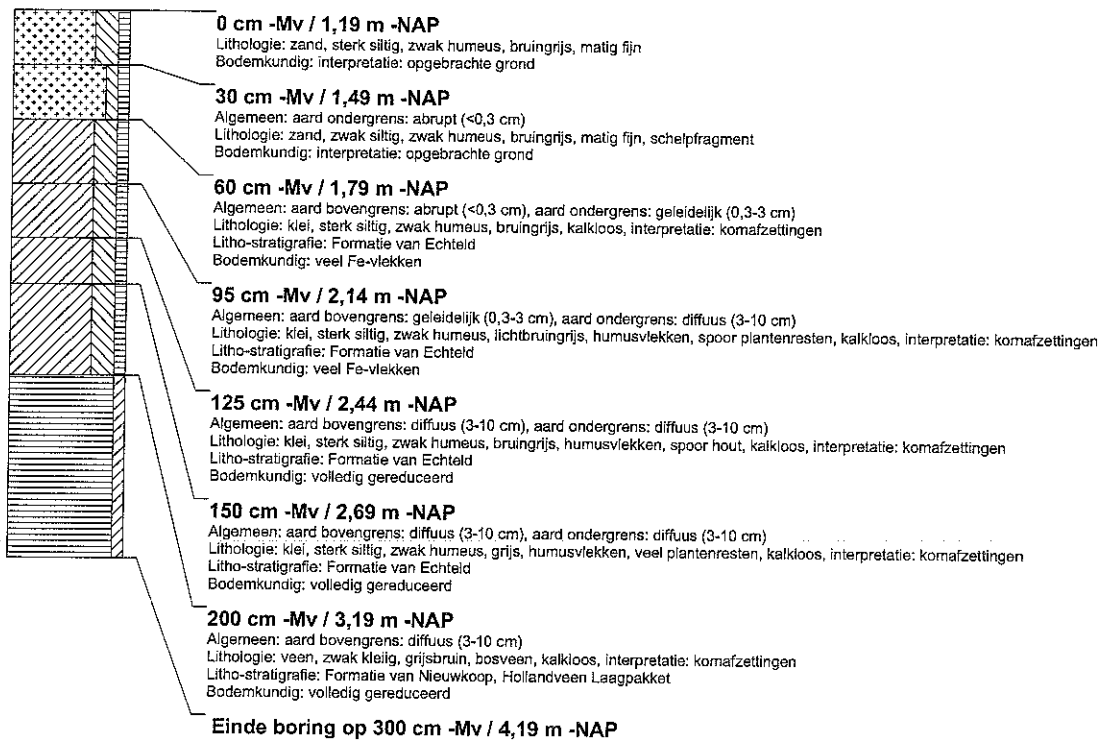 0 cm -Mv / 1,19 m -NAP
Lithologie: zand, sterk siltig, zwak humeus, bruingrijs, matig fijn
Bodemkundig: interpretatie: opgebrachte grond
30 cm -Mv / 1,49 m -NAP
Algemeen: aard ondergrens: abrupt (<0,3 cm)
Lithologie: zand, zwak siltig, zwak humeus, bruingrijs, matig fijn, schelpfragment
Bodemkundig: interpretatie: opgebrachte grond
60 cm -Mv / 1,79 m -NAP
Algemeen: aard bovengrens: abrupt (<0,3 cm), aard ondergrens: geleidelijk (0,3-3 cm)
Lithologie: klei, sterk siltig, zwak humeus, bruingrijs, kalkloos, interpretatie: komafzettingen
Litho-stratigrafie: Formatie van Echteld
Bodemkundig: veel Fe-vlekken
95 cm -Mv / 2,14 m -NAP
Algemeen: aard bovengrens: geleidelijk (0,3-3 cm), aard ondergrens: diffuus (3-10 cm)
Lithologie: klei, sterk siltig, zwak humeus, lichtbruingrijs, humusvlekken, spoor plantenresten, kalkloos, interpretatie: komafzettingen
Litho-stratigrafie: Formatie van Echteld
Bodemkundig: veel Fe-vlekken
125 cm -Mv / 2,44 m -NAP
Algemeen: aard bovengrens: diffuus (3-10 cm), aard ondergrens: diffuus (3-10 cm)
Lithologie: klei, sterk siltig, zwak humeus, bruingrijs, humusvlekken, spoor hout, kalkloos, interpretatie: komafzettingen
Litho-stratigrafie: Formatie van Echteld
Bodemkundig: volledig gereduceerd
150 cm -Mv / 2,69 m -NAP
Algemeen: aard bovengrens: diffuus (3-10 cm), aard ondergrens: diffuus (3-10 cm)
Lithologie: klei, sterk siltig, zwak humeus, grijs, humusvlekken, veel plantenresten, kalkloos, interpretatie: komafzettingen
Litho-stratigrafie: Formatie van Echteld
Bodemkundig: volledig gereduceerd
200 cm -Mv / 3,19 m -NAP
Algemeen: aard bovengrens: diffuus (3-10 cm)
Lithologie: veen, zwak kleiig, grijsbruin, bosveen, kalkloos, interpretatie: komafzettingen
Litho-stratigrafie: Formatie van Nieuwkoop, Hollandveen Laagpakket
Bodemkundig: volledig gereduceerd
Einde boring op 300 cm -Mv / 4,19 m -NAP